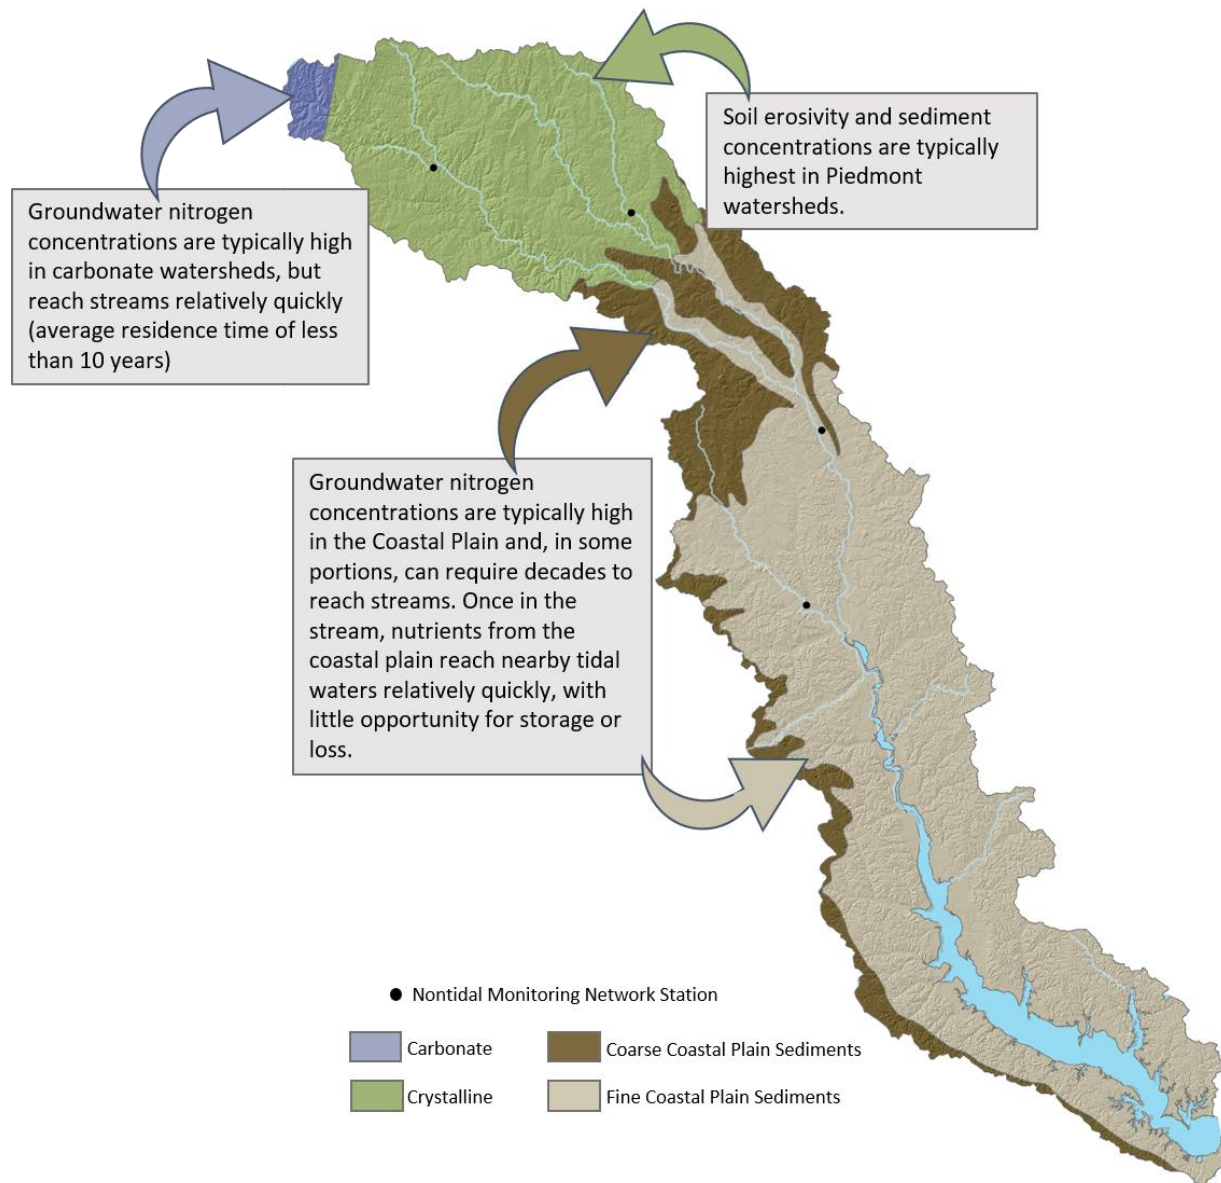 Soil erosivity and sediment
concentrations are typically
highest in Piedmont
watersheds.
Groundwater nitrogen
concentrations are typically high
in carbonate watersheds, but
reach streams relatively quickly
(average residence time of less
than 10 years)
Groundwater nitrogen
concentrations are typically high
in the Coastal Plain and, in some
portions, can require decades to
reach streams. Once in the
stream, nutrients from the
coastal plain reach nearby tidal
waters relatively quickly, with
little opportunity for storage or
loss.
Nontidal Monitoring Network Station
Carbonate
Coarse Coastal Plain Sediments
Crystalline
Fine Coastal Plain Sediments